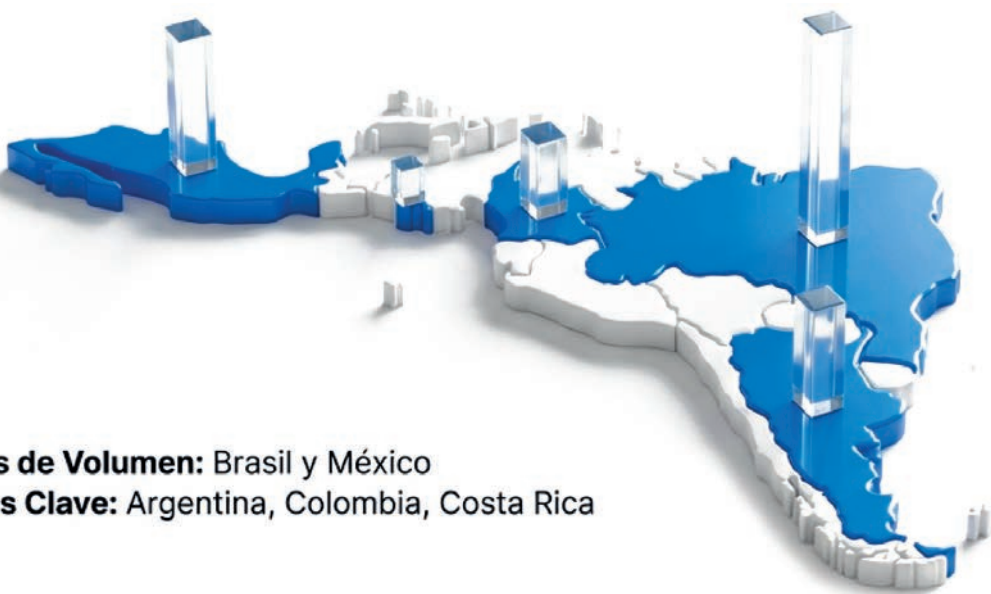 s de Volumen: Brasil y México
s Clave: Argentina, Colombia, Costa Rica